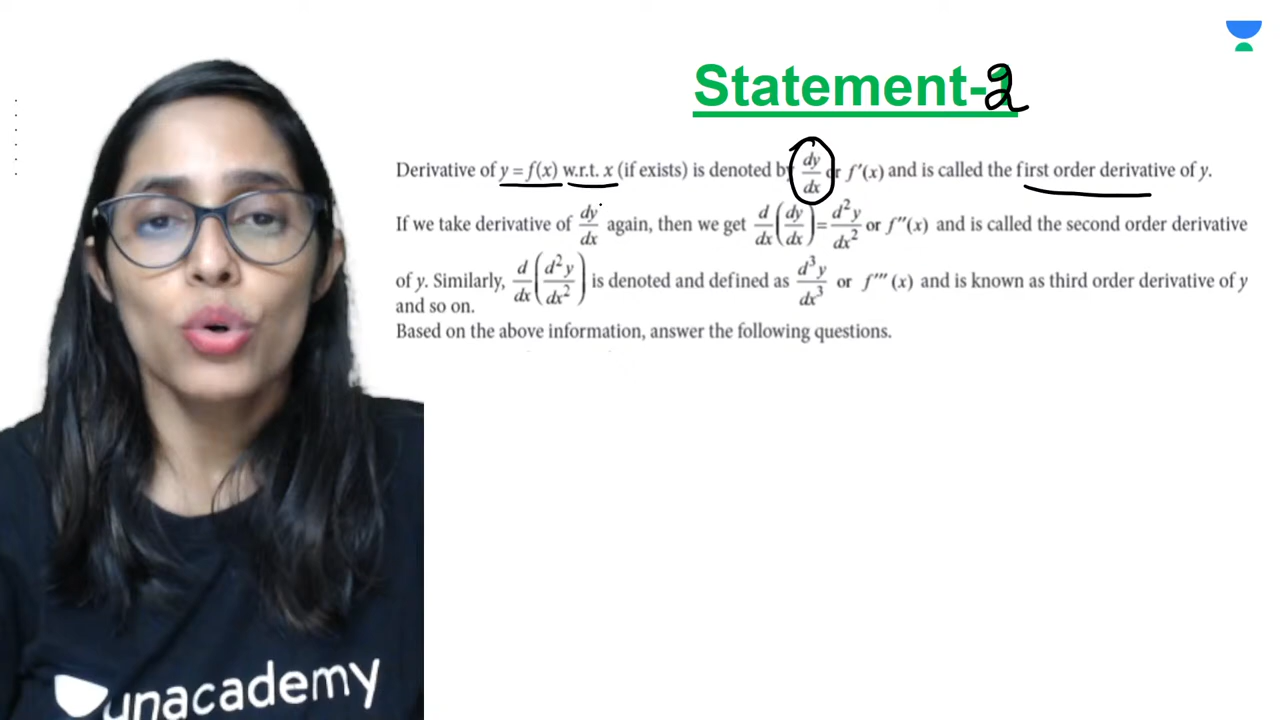 Statement-2
Derivative of y = f(x) w.r.t. x (if exists) is denoted by dy/dx or f′(x) and is called the first order derivative of y.
If we take derivative of dy/dx again, then we get d/dx(dy/dx) = d²y/dx² or f″(x) and is called the second order derivative
of y. Similarly, d/dx(d²y/dx²) is denoted and defined as d³y/dx³ or f‴(x) and is known as third order derivative of y
and so on.
Based on the above information, answer the following questions.
unacademy